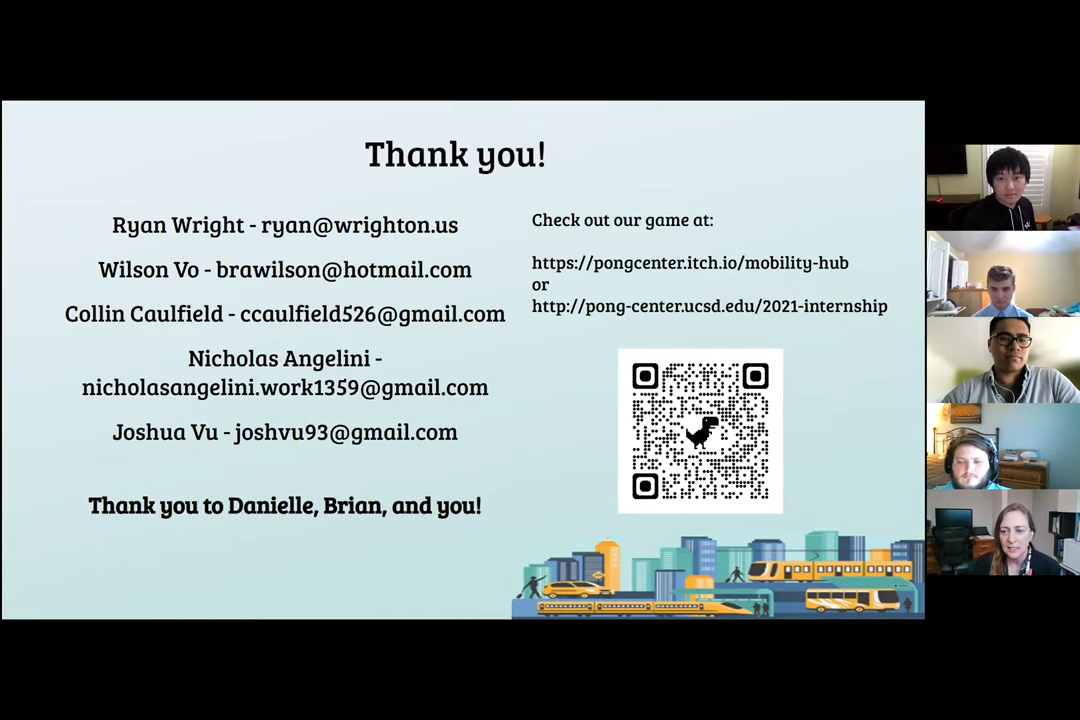 Thank you!
Ryan Wright - ryan@wrighton.us
Wilson Vo - brawilson@hotmail.com
Collin Caulfield - ccaulfield526@gmail.com
Nicholas Angelini -
nicholasangelini.work1359@gmail.com
Joshua Vu - joshvu93@gmail.com
Thank you to Danielle, Brian, and you!
Check out our game at:
https://pongcenter.itch.io/mobility-hub
or
http://pong-center.ucsd.edu/2021-internship